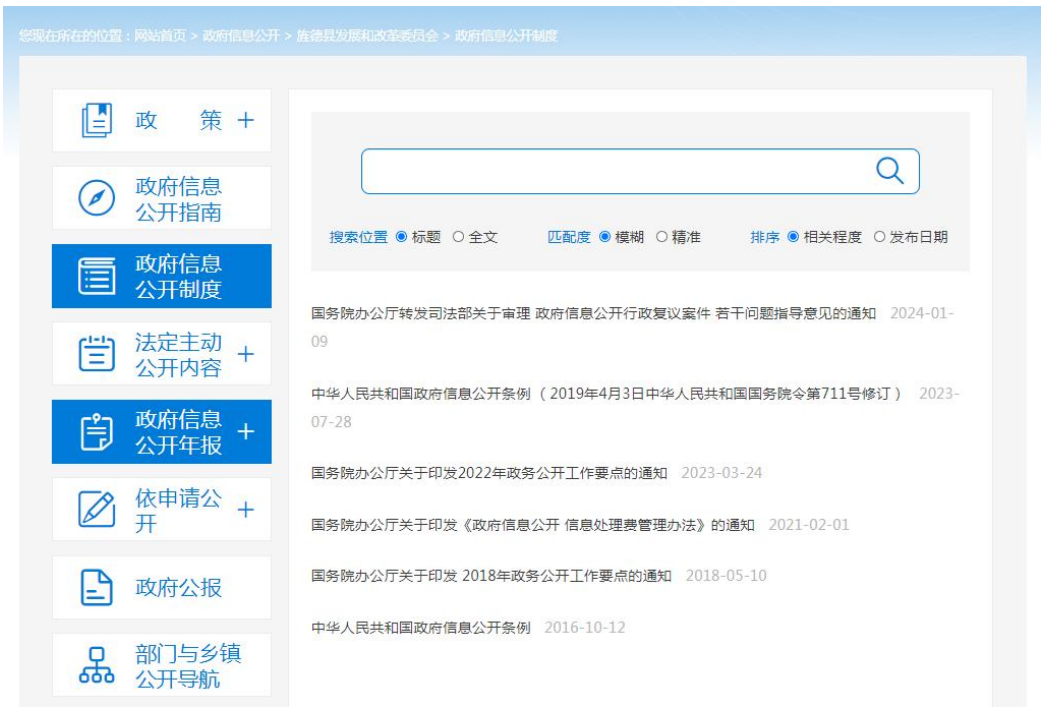 您现在所在的位置：网站首页 > 政府信息公开 > 旌德县发展和改革委员会 > 政府信息公开制度
政 策 +
政府信息
公开指南
政府信息
公开制度
法定主动
公开内容 +
政府信息
公开年报 +
依申请公
开 +
政府公报
部门与乡镇
公开导航
搜索位置 标题 全文 匹配度 模糊 精准 排序 相关程度 发布日期
国务院办公厅转发司法部关于审理 政府信息公开行政复议案件 若干问题指导意见的通知 2024-01-
09
中华人民共和国政府信息公开条例（2019年4月3日中华人民共和国国务院令第711号修订） 2023-
07-28
国务院办公厅关于印发2022年政务公开工作要点的通知 2023-03-24
国务院办公厅关于印发《政府信息公开 信息处理费管理办法》的通知 2021-02-01
国务院办公厅关于印发 2018年政务公开工作要点的通知 2018-05-10
中华人民共和国政府信息公开条例 2016-10-12